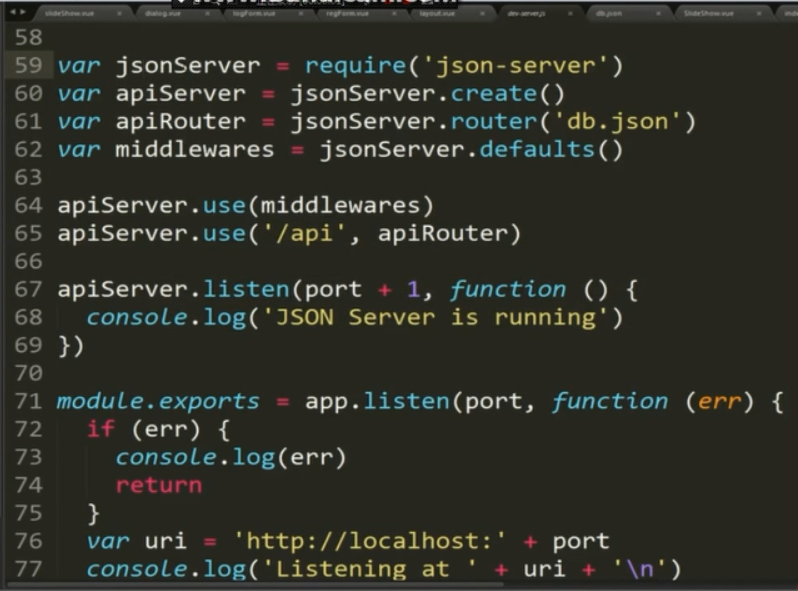 slideShow.vue dialog.vue logForm.vue regForm.vue layout.vue dev-server.js db.json SlideShow.vue
58
59 var jsonServer = require('json-server')
60 var apiServer = jsonServer.create()
61 var apiRouter = jsonServer.router('db.json')
62 var middlewares = jsonServer.defaults()
63
64 apiServer.use(middlewares)
65 apiServer.use('/api', apiRouter)
66
67 apiServer.listen(port + 1, function () {
68   console.log('JSON Server is running')
69 })
70
71 module.exports = app.listen(port, function (err) {
72   if (err) {
73     console.log(err)
74     return
75   }
76   var uri = 'http://localhost:' + port
77   console.log('Listening at ' + uri + '\n')